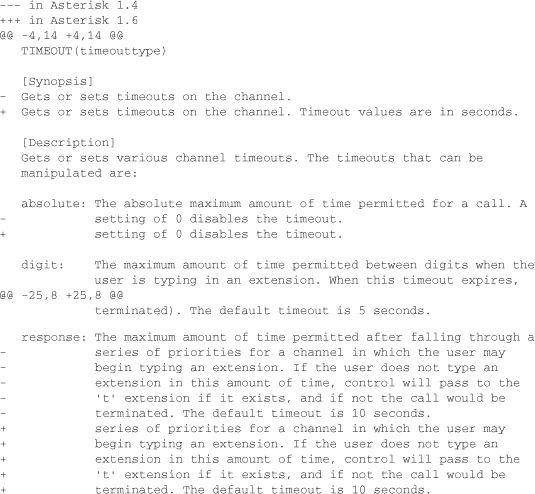 --- in Asterisk 1.4
+++ in Asterisk 1.6
@@ -4,14 +4,14 @@
   TIMEOUT(timeouttype)

   [Synopsis]
-  Gets or sets timeouts on the channel.
+  Gets or sets timeouts on the channel. Timeout values are in seconds.

   [Description]
   Gets or sets various channel timeouts. The timeouts that can be
   manipulated are:

   absolute: The absolute maximum amount of time permitted for a call. A
-            setting of 0 disables the timeout.
+            setting of 0 disables the timeout.

   digit:    The maximum amount of time permitted between digits when the
             user is typing in an extension. When this timeout expires,
@@ -25,8 +25,8 @@
             terminated). The default timeout is 5 seconds.

   response: The maximum amount of time permitted after falling through a
-            series of priorities for a channel in which the user may
-            begin typing an extension. If the user does not type an
-            extension in this amount of time, control will pass to the
-            't' extension if it exists, and if not the call would be
-            terminated. The default timeout is 10 seconds.
+            series of priorities for a channel in which the user may
+            begin typing an extension. If the user does not type an
+            extension in this amount of time, control will pass to the
+            't' extension if it exists, and if not the call would be
+            terminated. The default timeout is 10 seconds.